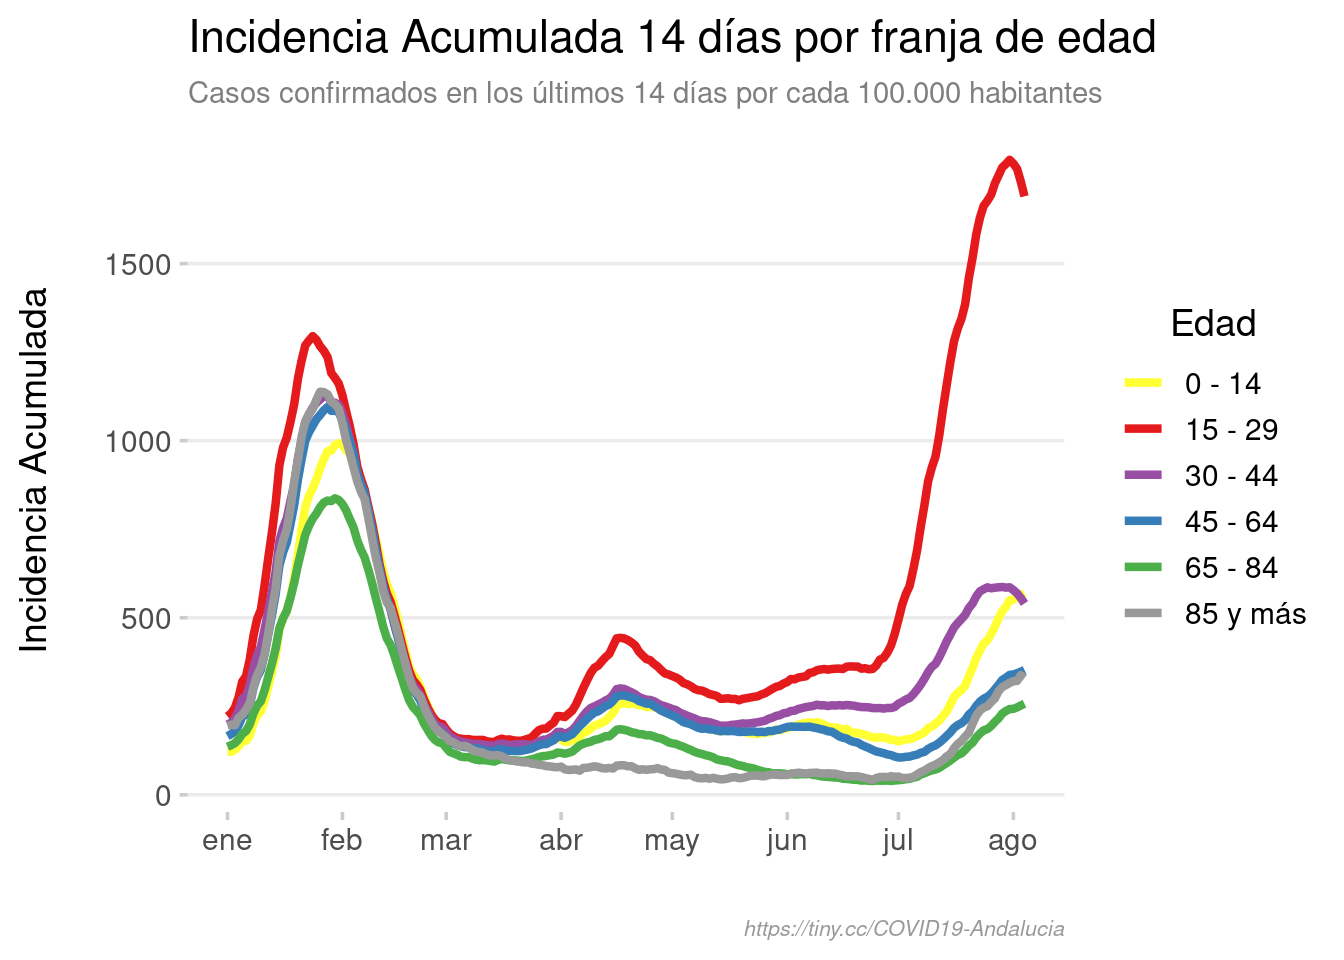 Incidencia Acumulada 14 días por franja de edad
Casos confirmados en los últimos 14 días por cada 100.000 habitantes
Incidencia Acumulada
1500
1000
500
0
ene feb mar abr may jun jul ago
Edad
0 - 14
15 - 29
30 - 44
45 - 64
65 - 84
85 y más
https://tiny.cc/COVID19-Andalucia